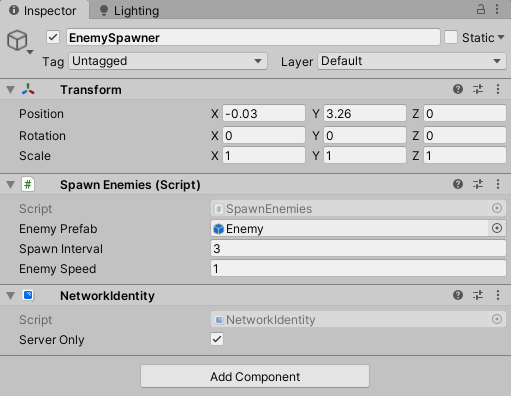 Inspector Lighting
EnemySpawner Static
Tag Untagged Layer Default
Transform
Position X -0.03 Y 3.26 Z 0
Rotation X 0 Y 0 Z 0
Scale X 1 Y 1 Z 1
# Spawn Enemies (Script)
Script # SpawnEnemies
Enemy Prefab Enemy
Spawn Interval 3
Enemy Speed 1
NetworkIdentity
Script NetworkIdentity
Server Only
Add Component